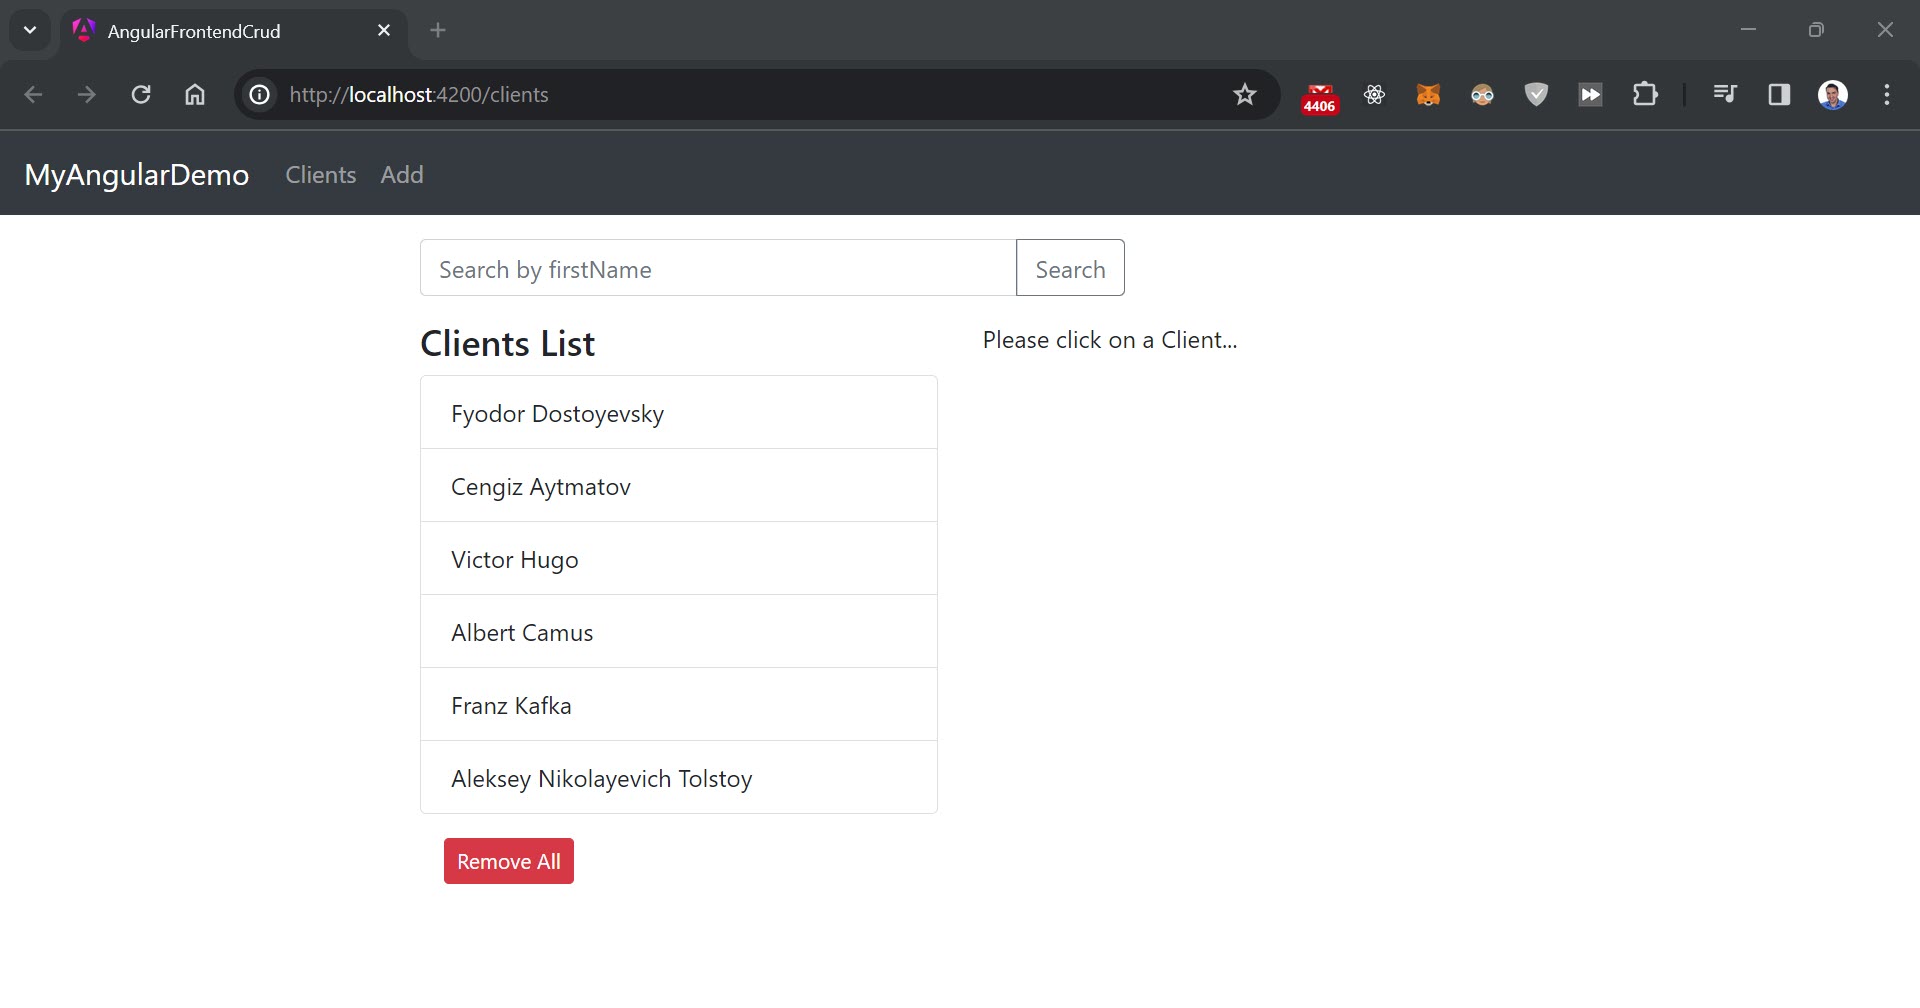 AngularFrontendCrud
http://localhost:4200/clients
4406
MyAngularDemo Clients Add
Search by firstName Search
Clients List
Please click on a Client...
Fyodor Dostoyevsky
Cengiz Aytmatov
Victor Hugo
Albert Camus
Franz Kafka
Aleksey Nikolayevich Tolstoy
Remove All